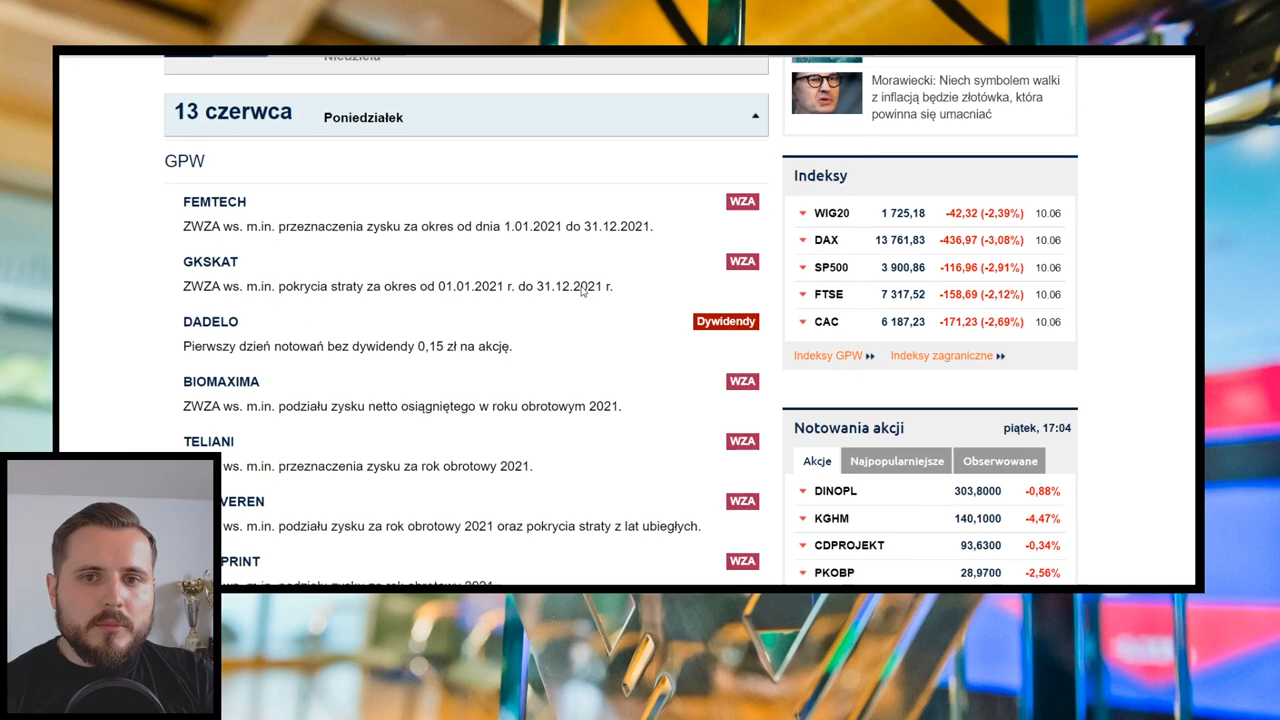 Niedziela
13 czerwca
Poniedziałek
GPW
FEMTECH
WZA
ZWZA ws. m.in. przeznaczenia zysku za okres od dnia 1.01.2021 do 31.12.2021.
GKSKAT
WZA
ZWZA ws. m.in. pokrycia straty za okres od 01.01.2021 r. do 31.12.2021 r.
DADELO
Dywidendy
Pierwszy dzień notowań bez dywidendy 0,15 zł na akcję.
BIOMAXIMA
WZA
ZWZA ws. m.in. podziału zysku netto osiągniętego w roku obrotowym 2021.
TELIANI
WZA
ws. m.in. przeznaczenia zysku za rok obrotowy 2021.
VEREN
WZA
ws. m.in. podziału zysku za rok obrotowy 2021 oraz pokrycia straty z lat ubiegłych.
PRINT
WZA
ws. m.in. podziału zysku za rok obrotowy 2021.
Morawiecki: Niech symbolem walki
z inflacją będzie złotówka, która
powinna się umacniać
Indeksy
WIG20 1 725,18 -42,32 (-2,39%) 10.06
DAX 13 761,83 -436,97 (-3,08%) 10.06
SP500 3 900,86 -116,96 (-2,91%) 10.06
FTSE 7 317,52 -158,69 (-2,12%) 10.06
CAC 6 187,23 -171,23 (-2,69%) 10.06
Indeksy GPW Indeksy zagraniczne
Notowania akcji piątek, 17:04
Akcje Najpopularniejsze Obserwowane
DINOPL 303,8000 -0,88%
KGHM 140,1000 -4,47%
CDPROJEKT 93,6300 -0,34%
PKOBP 28,9700 -2,56%